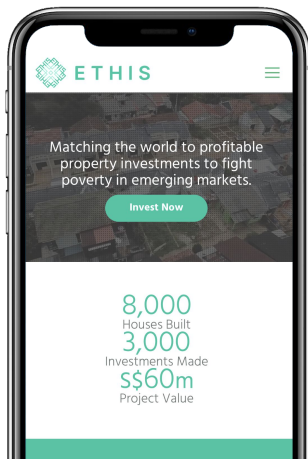 ETHIS
Matching the world to profitable
property investments to fight
poverty in emerging markets.
Invest Now
8,000
Houses Built
3,000
Investments Made
S$60m
Project Value